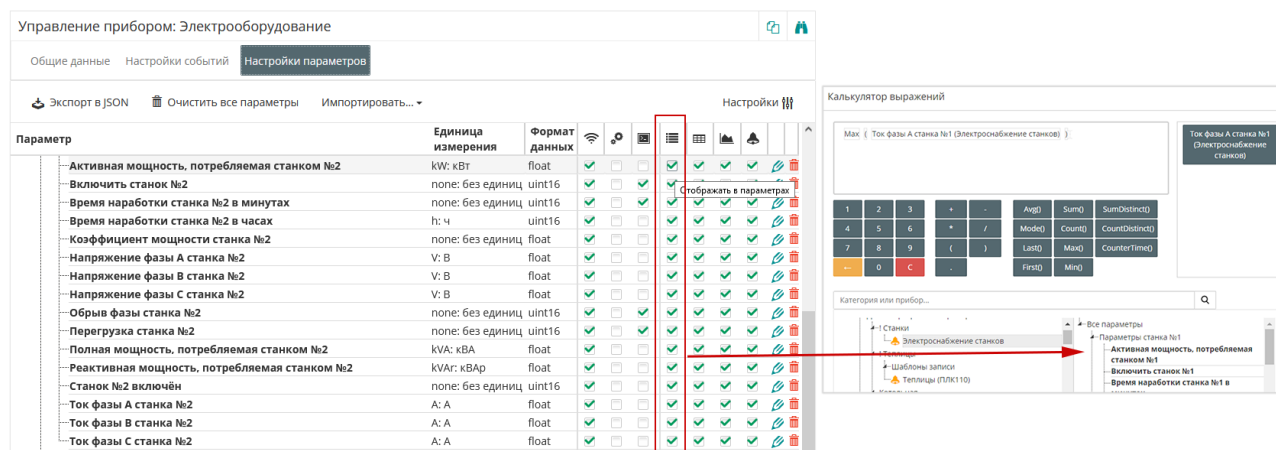 Управление прибором: Электрооборудование
Общие данные Настройки событий Настройки параметров
Экспорт в JSON Очистить все параметры Импортировать... Настройки
Параметр Единица измерения Формат данных
Активная мощность, потребляемая станком №2 kW: кВт float
Включить станок №2 none: без единиц uint16
Отображать в параметрах
Время наработки станка №2 в минутах none: без единиц uint16
Время наработки станка №2 в часах h: ч uint16
Коэффициент мощности станка №2 none: без единиц float
Напряжение фазы А станка №2 V: В float
Напряжение фазы В станка №2 V: В float
Напряжение фазы С станка №2 V: В float
Обрыв фазы станка №2 none: без единиц uint16
Перегрузка станка №2 none: без единиц uint16
Полная мощность, потребляемая станком №2 kVA: кВА float
Реактивная мощность, потребляемая станком №2 kVAr: кВАр float
Станок №2 включён none: без единиц uint16
Ток фазы А станка №2 A: А float
Ток фазы В станка №2 A: А float
Ток фазы С станка №2 A: А float
Калькулятор выражений
Max ( Ток фазы А станка №1 (Электроснабжение станков) )
Ток фазы А станка №1
(Электроснабжение
станков)
1 2 3 + - Avg() Sum() SumDistinct()
4 5 6 * / Mode() Count() CountDistinct()
7 8 9 ( ) Last() Max() CounterTime()
← 0 C . First() Min()
Категория или прибор...
! Станки
Электроснабжение станков
! Теплицы
Шаблоны записи
Теплицы (ПЛК110)
Все параметры
Параметры станка №1
Активная мощность, потребляемая
станком №1
Включить станок №1
Время наработки станка №1 в